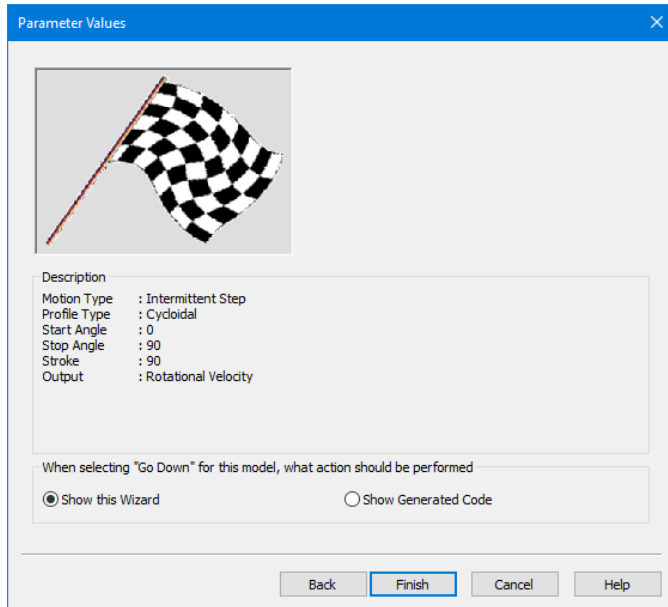 Parameter Values
Description
Motion Type : Intermittent Step
Profile Type : Cycloidal
Start Angle : 0
Stop Angle : 90
Stroke : 90
Output : Rotational Velocity
When selecting "Go Down" for this model, what action should be performed
Show this Wizard Show Generated Code
Back Finish Cancel Help